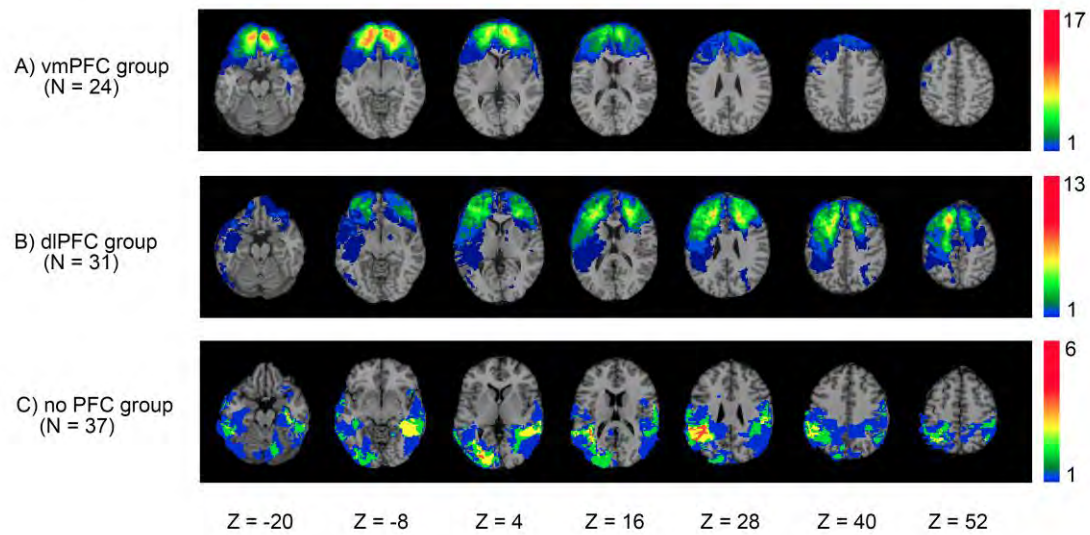 17
A) vmPFC group
(N = 24)
1
13
B) dlPFC group
(N = 31)
1
6
C) no PFC group
(N = 37)
1
Z = -20 Z = -8 Z = 4 Z = 16 Z = 28 Z = 40 Z = 52